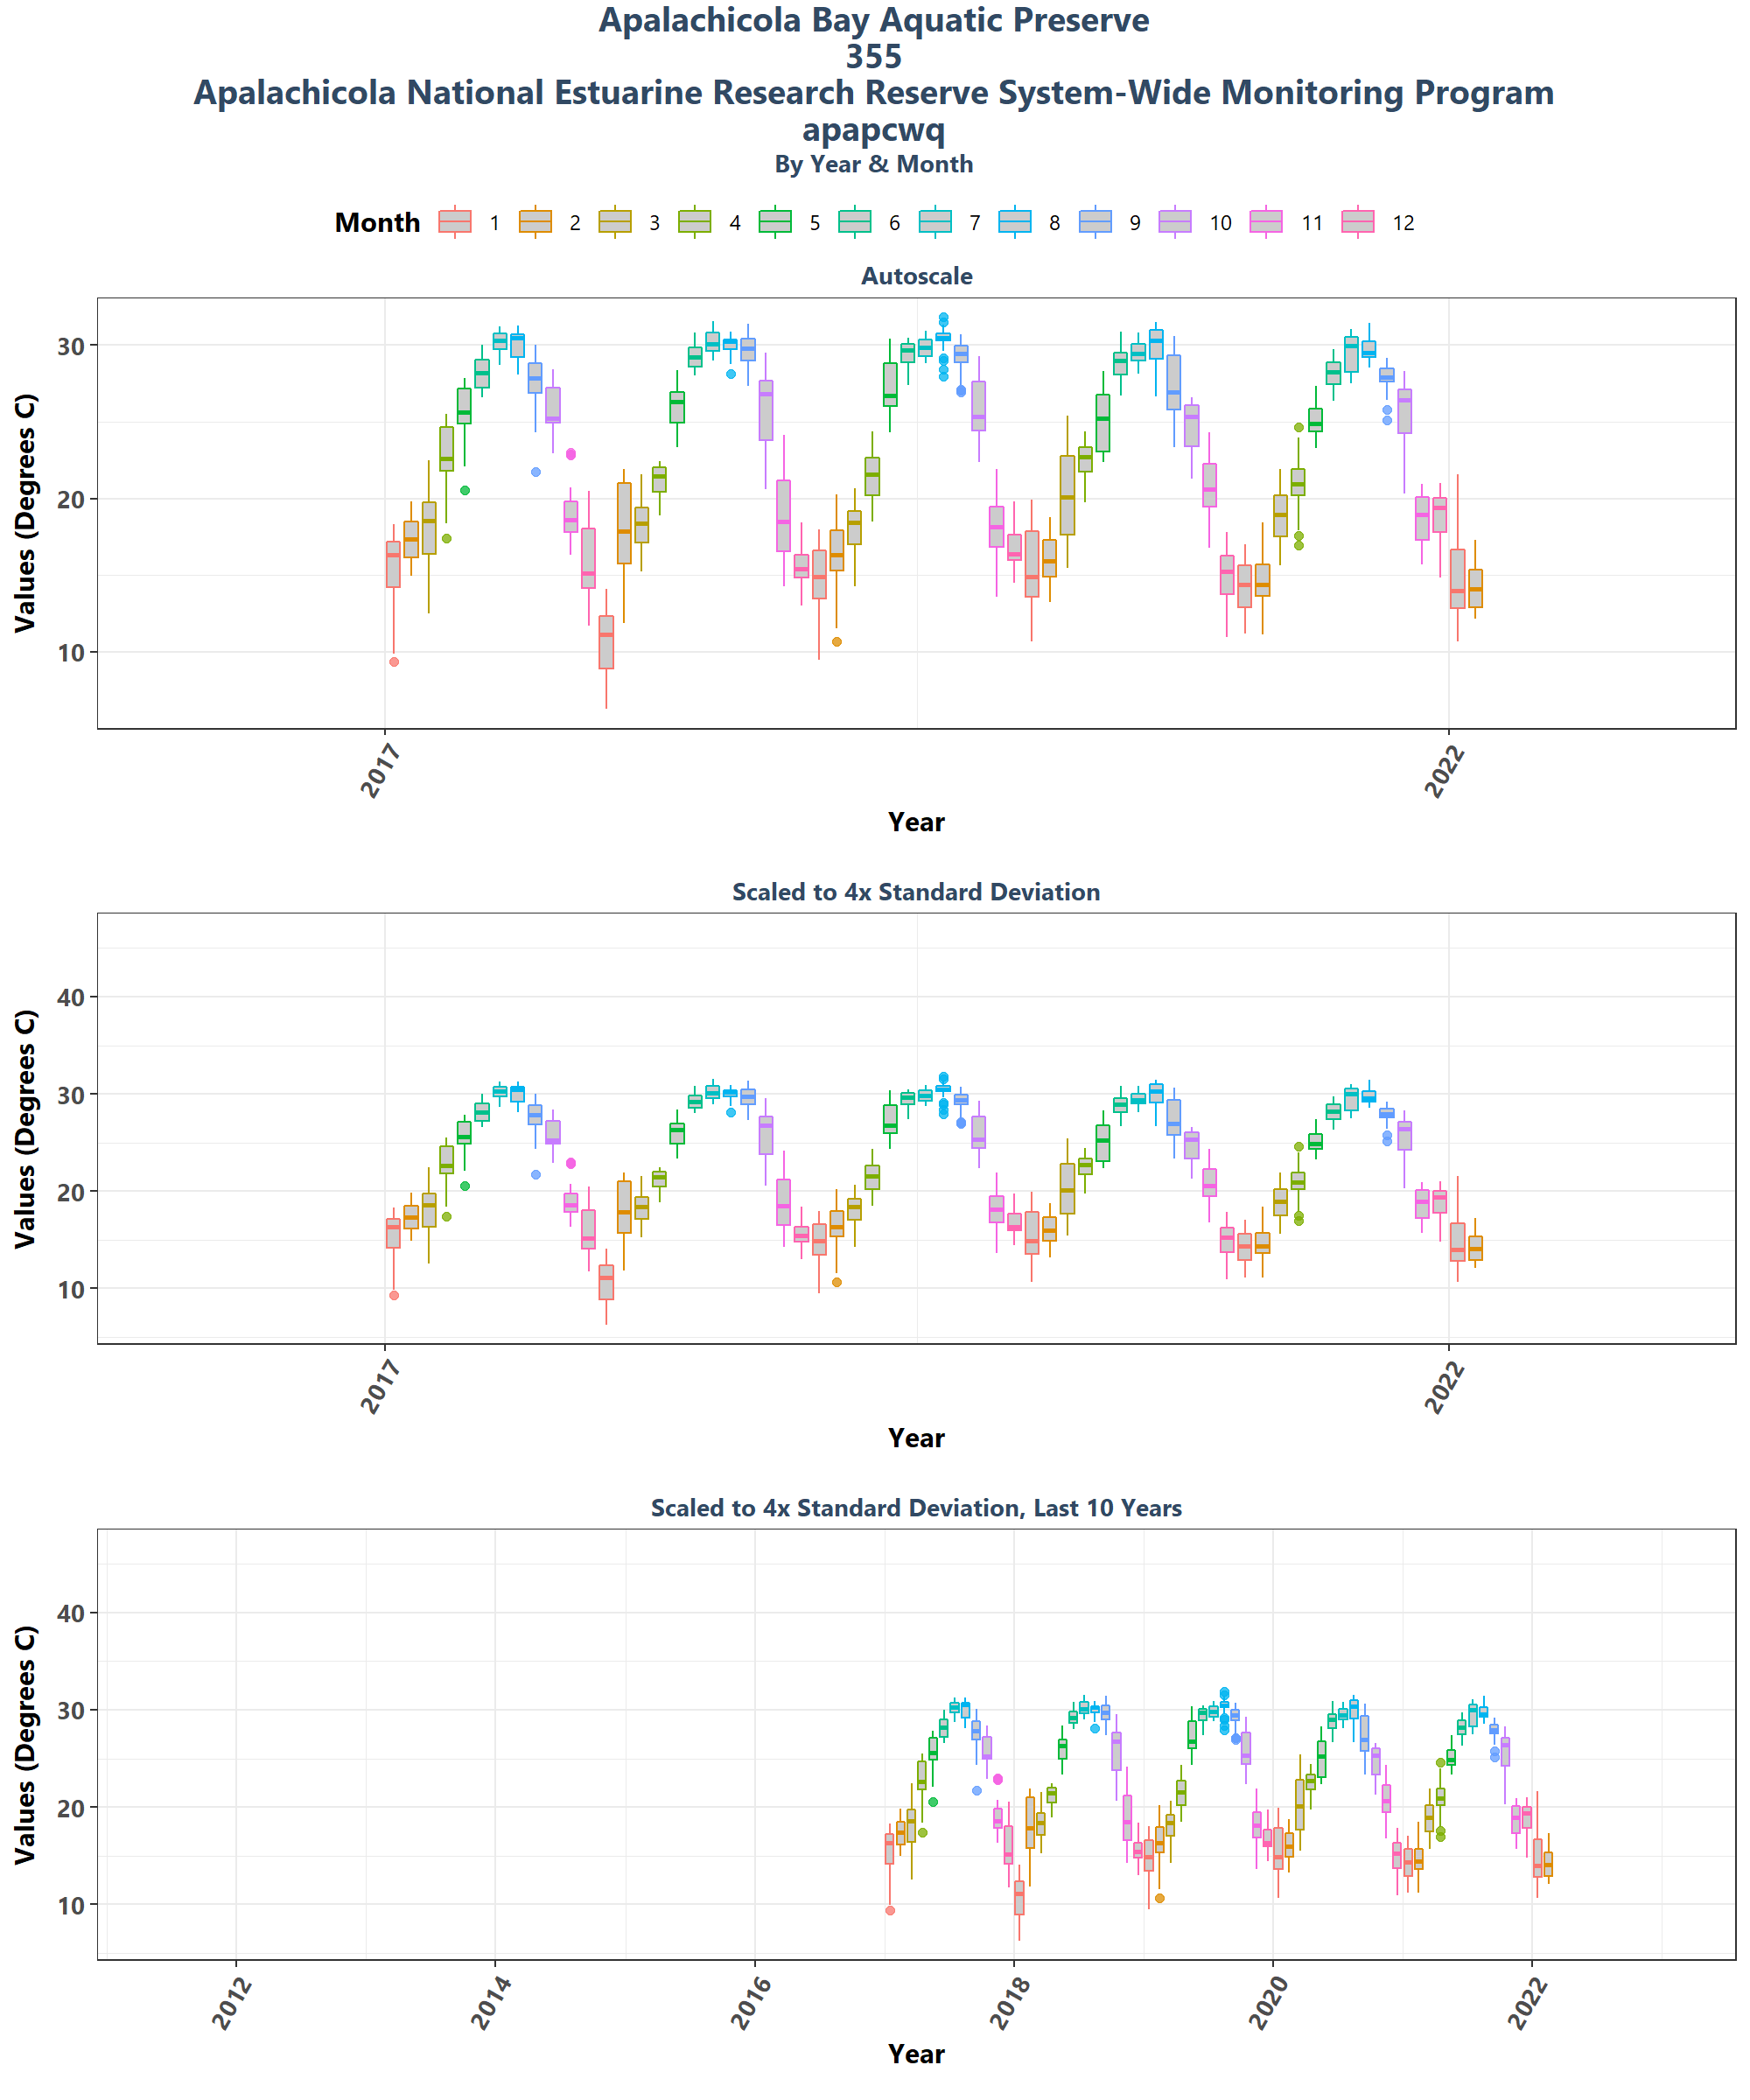 Apalachicola Bay Aquatic Preserve
355
Apalachicola National Estuarine Research Reserve System-Wide Monitoring Program
apapcwq
By Year & Month
Month 1 2 3 4 5 6 7 8 9 10 11 12
Autoscale
Values (Degrees C)
30
20
10
2017 2022
Year
Scaled to 4x Standard Deviation
Values (Degrees C)
40
30
20
10
2017 2022
Year
Scaled to 4x Standard Deviation, Last 10 Years
Values (Degrees C)
40
30
20
10
2012 2014 2016 2018 2020 2022
Year